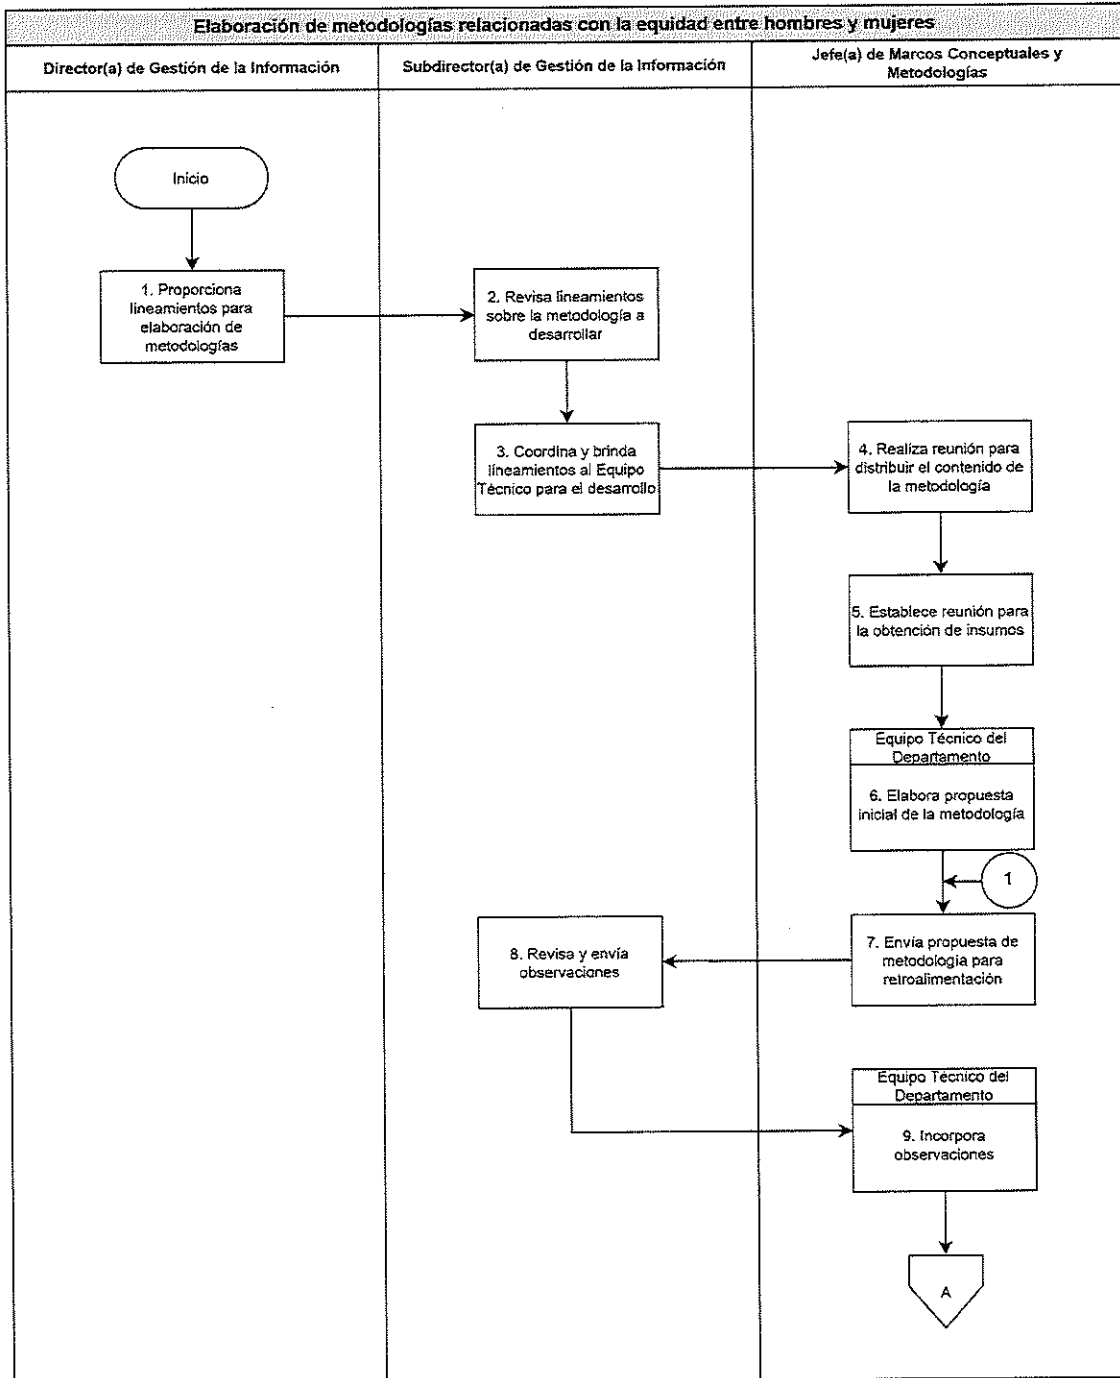 Elaboración de metodologías relacionadas con la equidad entre hombres y mujeres
Director(a) de Gestión de la Información
Subdirector(a) de Gestión de la Información
Jefe(a) de Marcos Conceptuales y
Metodologías
Inicio
1. Proporciona
lineamientos para
elaboración de
metodologías
2. Revisa lineamientos
sobre la metodología a
desarrollar
3. Coordina y brinda
lineamientos al Equipo
Técnico para el desarrollo
4. Realiza reunión para
distribuir el contenido de
la metodología
5. Establece reunión para
la obtención de insumos
Equipo Técnico del
Departamento
6. Elabora propuesta
inicial de la metodología
1
7. Envía propuesta de
metodología para
retroalimentación
8. Revisa y envía
observaciones
Equipo Técnico del
Departamento
9. Incorpora
observaciones
A